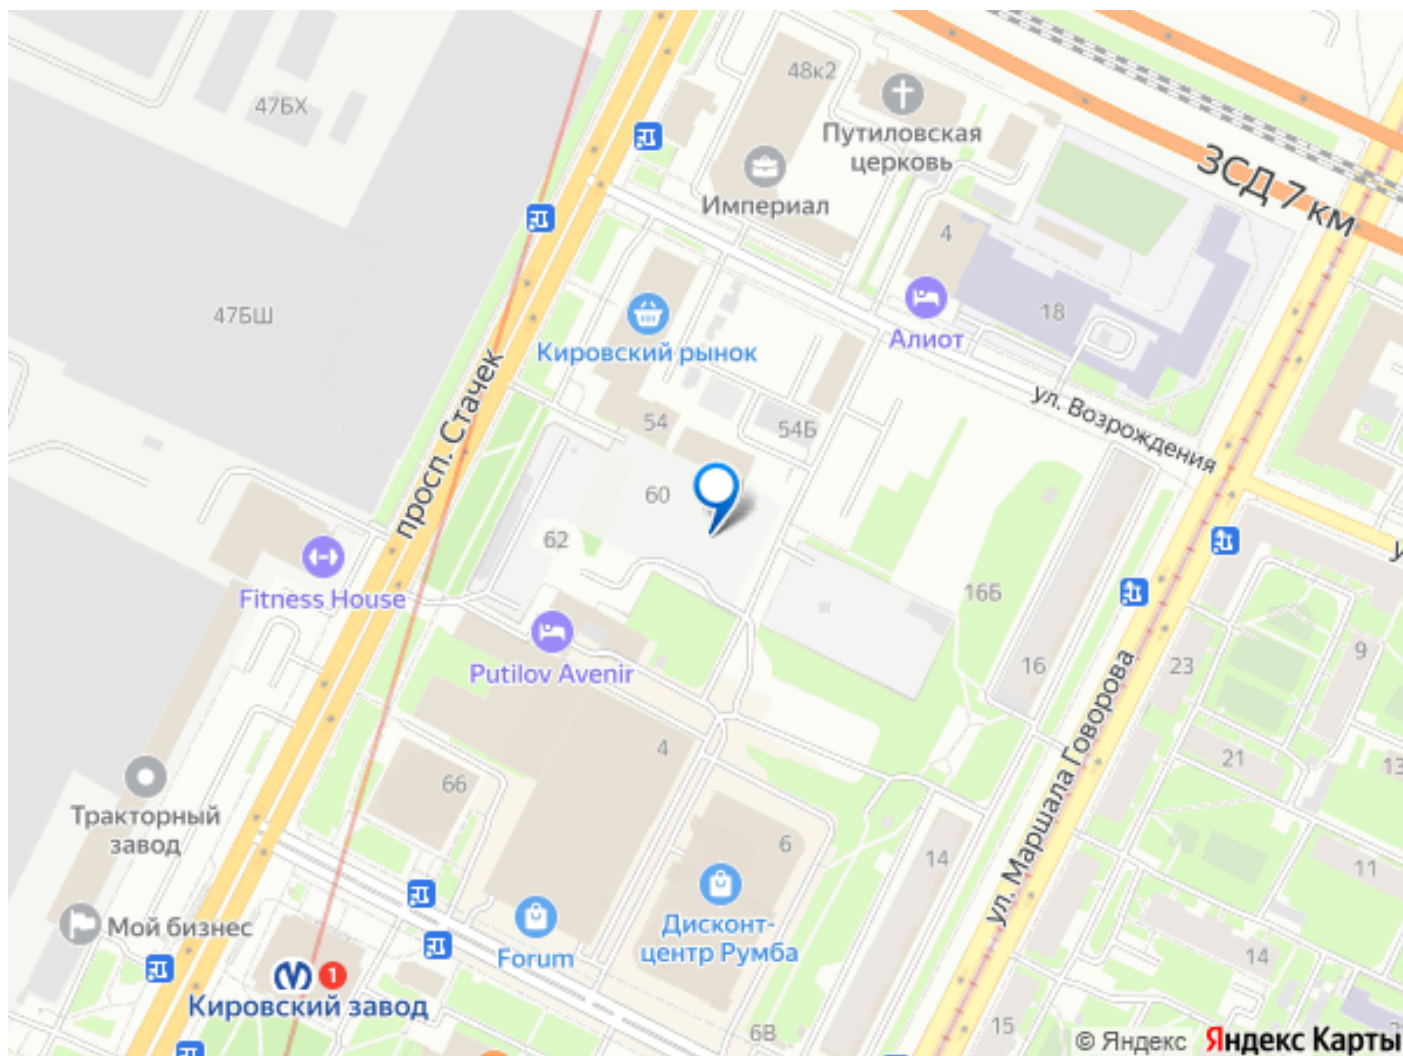 48к2
47БХ
Путиловская
церковь
ЗСД 7 км
Империал
4
47БШ
18
Алиот
Кировский рынок
просп. Стачек
ул. Возрождения
54
54Б
60
62
Fitness House
16Б
Putilov Avenir
16
23
9
ул. Маршала Говорова
4
21
13
66
Тракторный
завод
6
14
11
Мой бизнес
Дисконт-
центр Румба
Forum
14
1
Кировский завод
6В
15
© Яндекс
Яндекс Карты